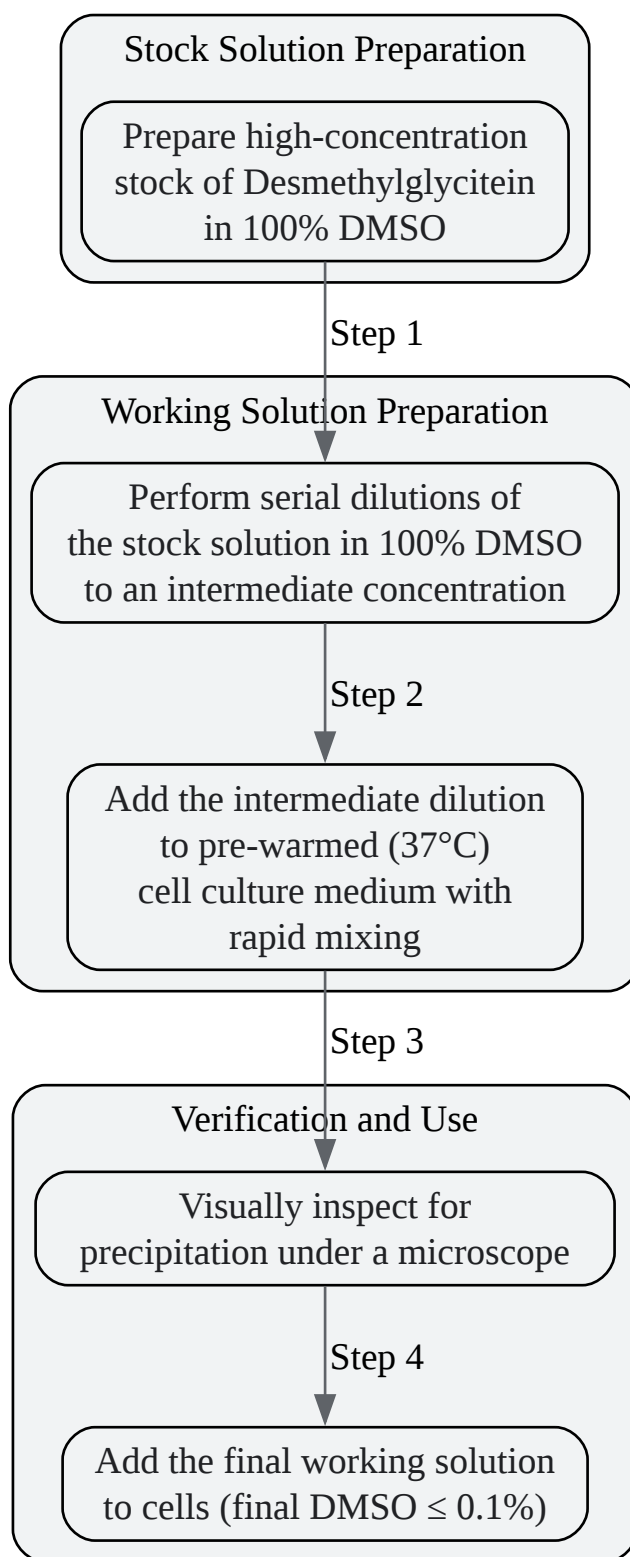 Stock Solution Preparation
Prepare high-concentration
stock of Desmethylglycitein
in 100% DMSO
Step 1
Working Solution Preparation
Perform serial dilutions of
the stock solution in 100% DMSO
to an intermediate concentration
Step 2
Add the intermediate dilution
to pre-warmed (37°C)
cell culture medium with
rapid mixing
Step 3
Verification and Use
Visually inspect for
precipitation under a microscope
Step 4
Add the final working solution
to cells (final DMSO ≤ 0.1%)